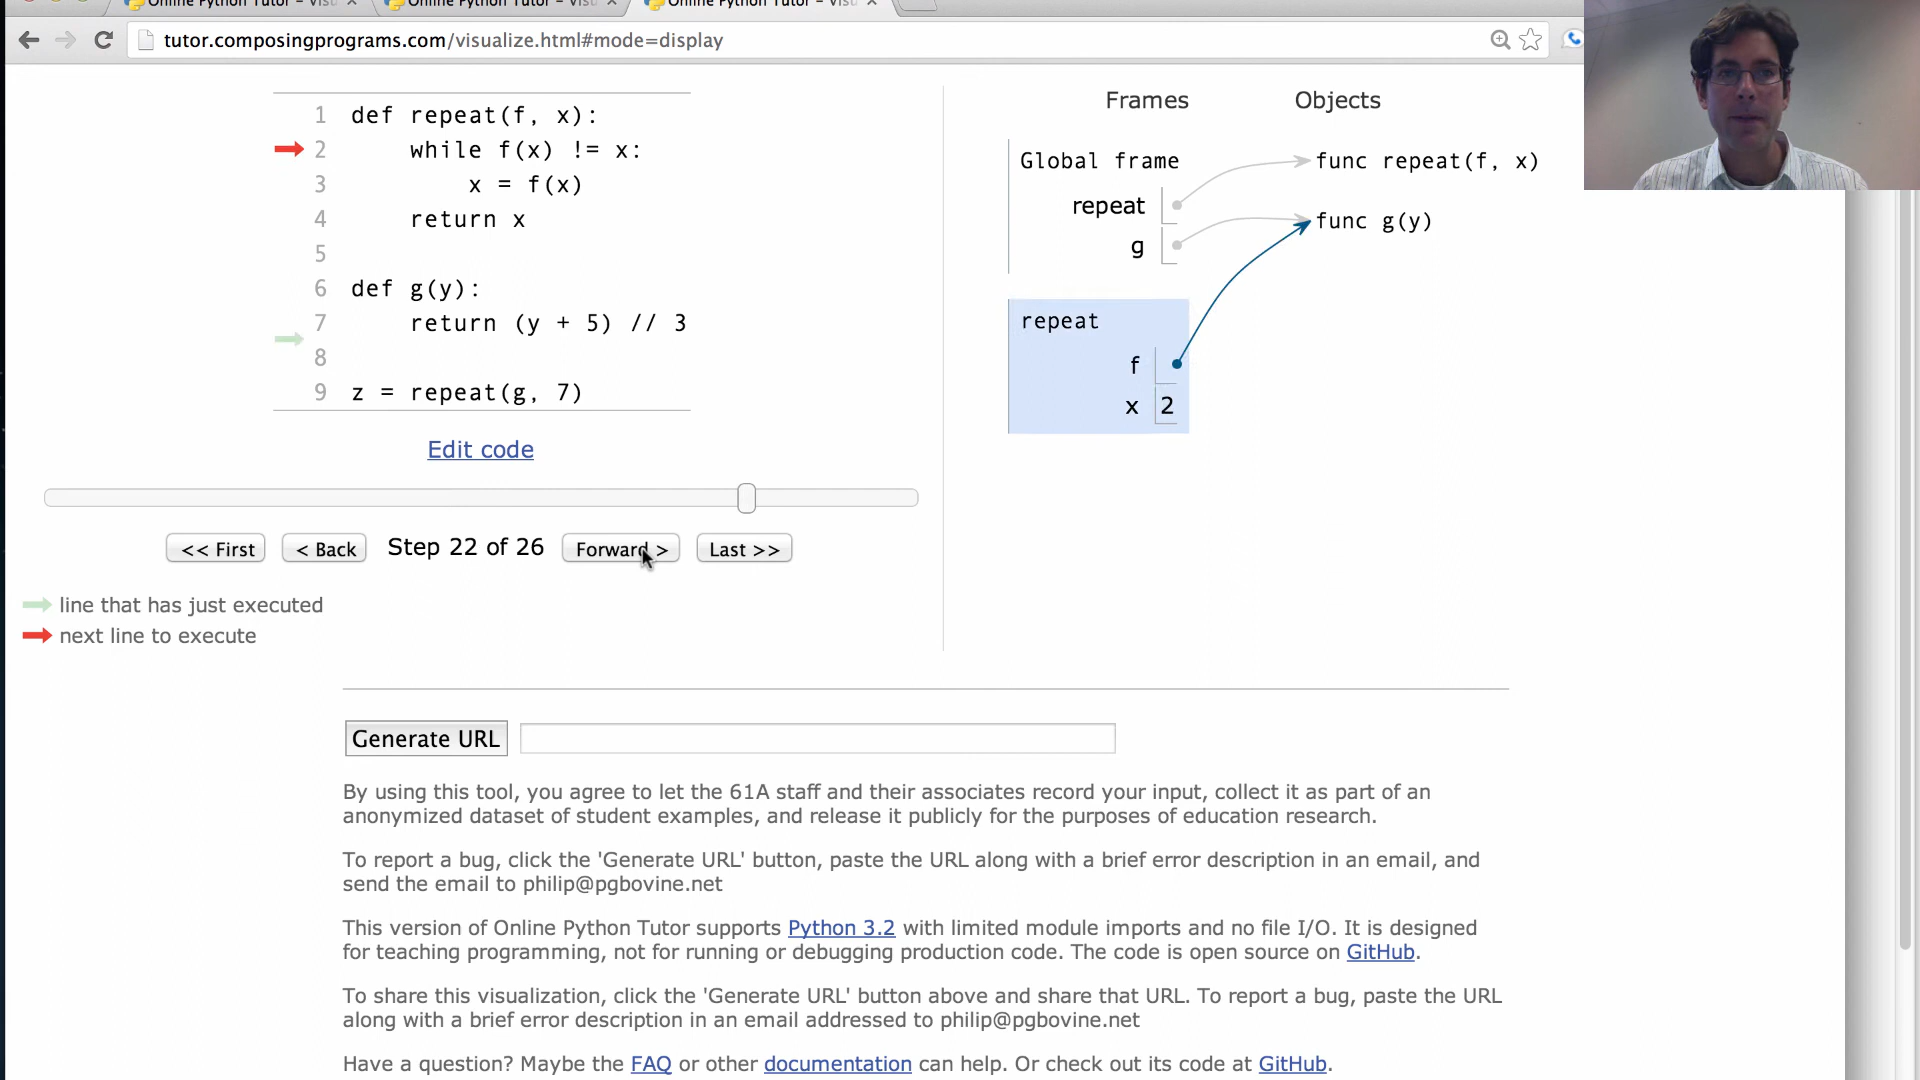 Online Python Tutor – Visu × Online Python Tutor – Visu × Online Python Tutor – Visu ×
tutor.composingprograms.com/visualize.html#mode=display
1 def repeat(f, x):
2 while f(x) != x:
3 x = f(x)
4 return x
5
6 def g(y):
7 return (y + 5) // 3
8
9 z = repeat(g, 7)
Edit code
<< First < Back Step 22 of 26 Forward > Last >>
line that has just executed
next line to execute
Frames Objects
Global frame func repeat(f, x)
repeat
g func g(y)
repeat
f
x 2
Generate URL
By using this tool, you agree to let the 61A staff and their associates record your input, collect it as part of an
anonymized dataset of student examples, and release it publicly for the purposes of education research.
To report a bug, click the 'Generate URL' button, paste the URL along with a brief error description in an email, and
send the email to philip@pgbovine.net
This version of Online Python Tutor supports Python 3.2 with limited module imports and no file I/O. It is designed
for teaching programming, not for running or debugging production code. The code is open source on GitHub.
To share this visualization, click the 'Generate URL' button above and share that URL. To report a bug, paste the URL
along with a brief error description in an email addressed to philip@pgbovine.net
Have a question? Maybe the FAQ or other documentation can help. Or check out its code at GitHub.